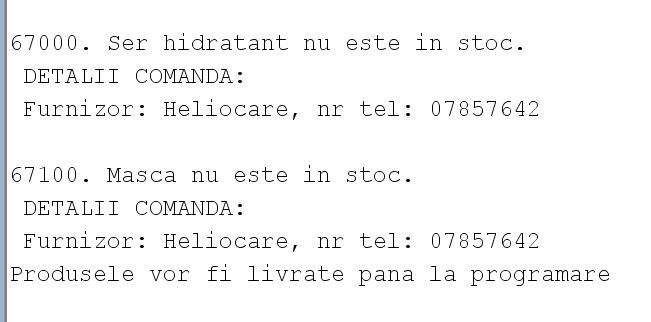 67000. Ser hidratant nu este in stoc.
DETALII COMANDA:
Furnizor: Heliocare, nr tel: 07857642
67100. Masca nu este in stoc.
DETALII COMANDA:
Furnizor: Heliocare, nr tel: 07857642
Produsele vor fi livrate pana la programare